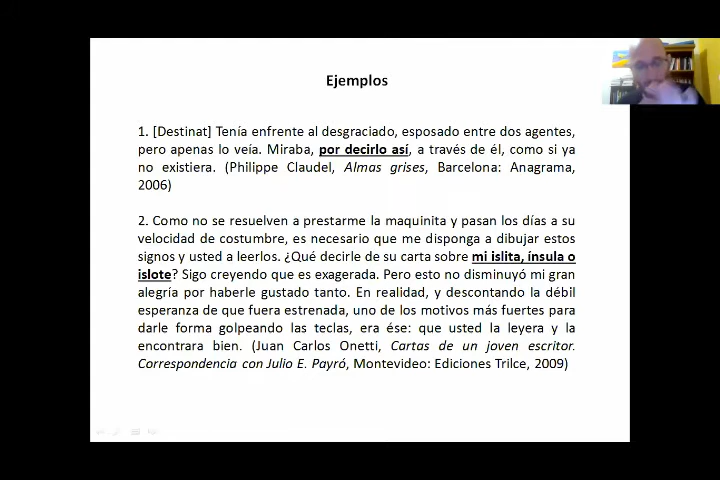 Ejemplos
1. [Destinat] Tenía enfrente al desgraciado, esposado entre dos agentes,
pero apenas lo veía. Miraba, por decirlo así, a través de él, como si ya
no existiera. (Philippe Claudel, Almas grises, Barcelona: Anagrama,
2006)
2. Como no se resuelven a prestarme la maquinita y pasan los días a su
velocidad de costumbre, es necesario que me disponga a dibujar estos
signos y usted a leerlos. ¿Qué decirle de su carta sobre mi islita, ínsula o
islote? Sigo creyendo que es exagerada. Pero esto no disminuyó mi gran
alegría por haberle gustado tanto. En realidad, y descontando la débil
esperanza de que fuera estrenada, uno de los motivos más fuertes para
darle forma golpeando las teclas, era ése: que usted la leyera y la
encontrara bien. (Juan Carlos Onetti, Cartas de un joven escritor.
Correspondencia con Julio E. Payró, Montevideo: Ediciones Trilce, 2009)